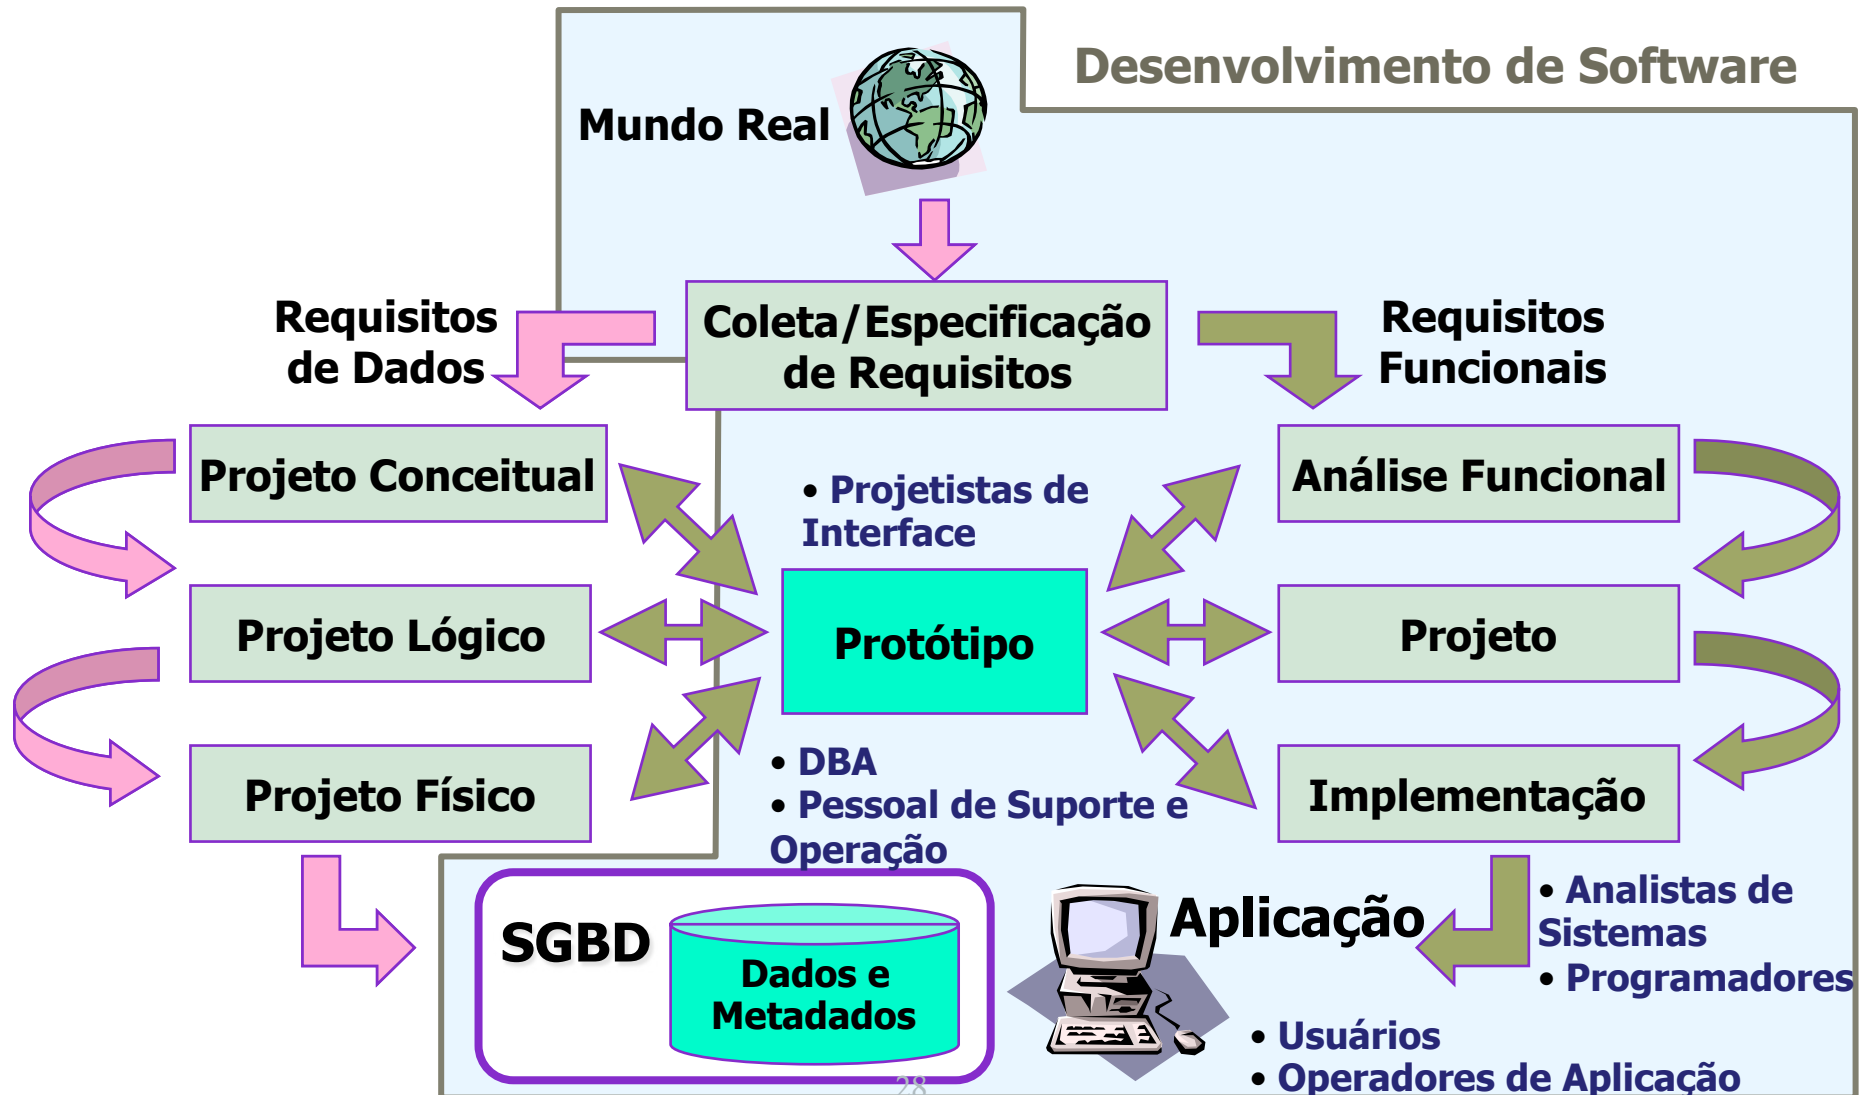 Desenvolvimento de Software
Mundo Real
Requisitos
de Dados
Coleta/Especificação
de Requisitos
Requisitos
Funcionais
Projeto Conceitual
• Projetistas de
Interface
Análise Funcional
Projeto Lógico
Protótipo
Projeto
Projeto Físico
• DBA
• Pessoal de Suporte e
Operação
Implementação
SGBD
Dados e
Metadados
Aplicação
• Analistas de
Sistemas
• Programadores
• Usuários
• Operadores de Aplicação
28